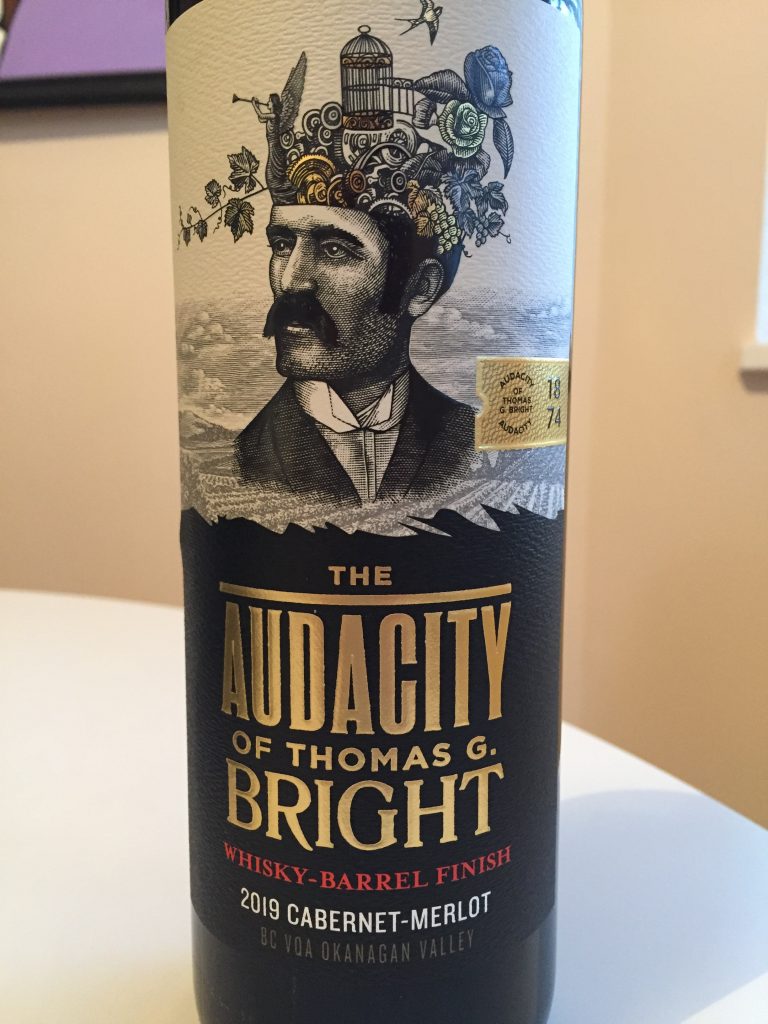 AUDACITY
OF
THOMAS
G. BRIGHT
AUDACITY
18
74
THE
AUDACITY
OF THOMAS G.
BRIGHT
WHISKY-BARREL FINISH
2019 CABERNET-MERLOT
BC VQA OKANAGAN VALLEY